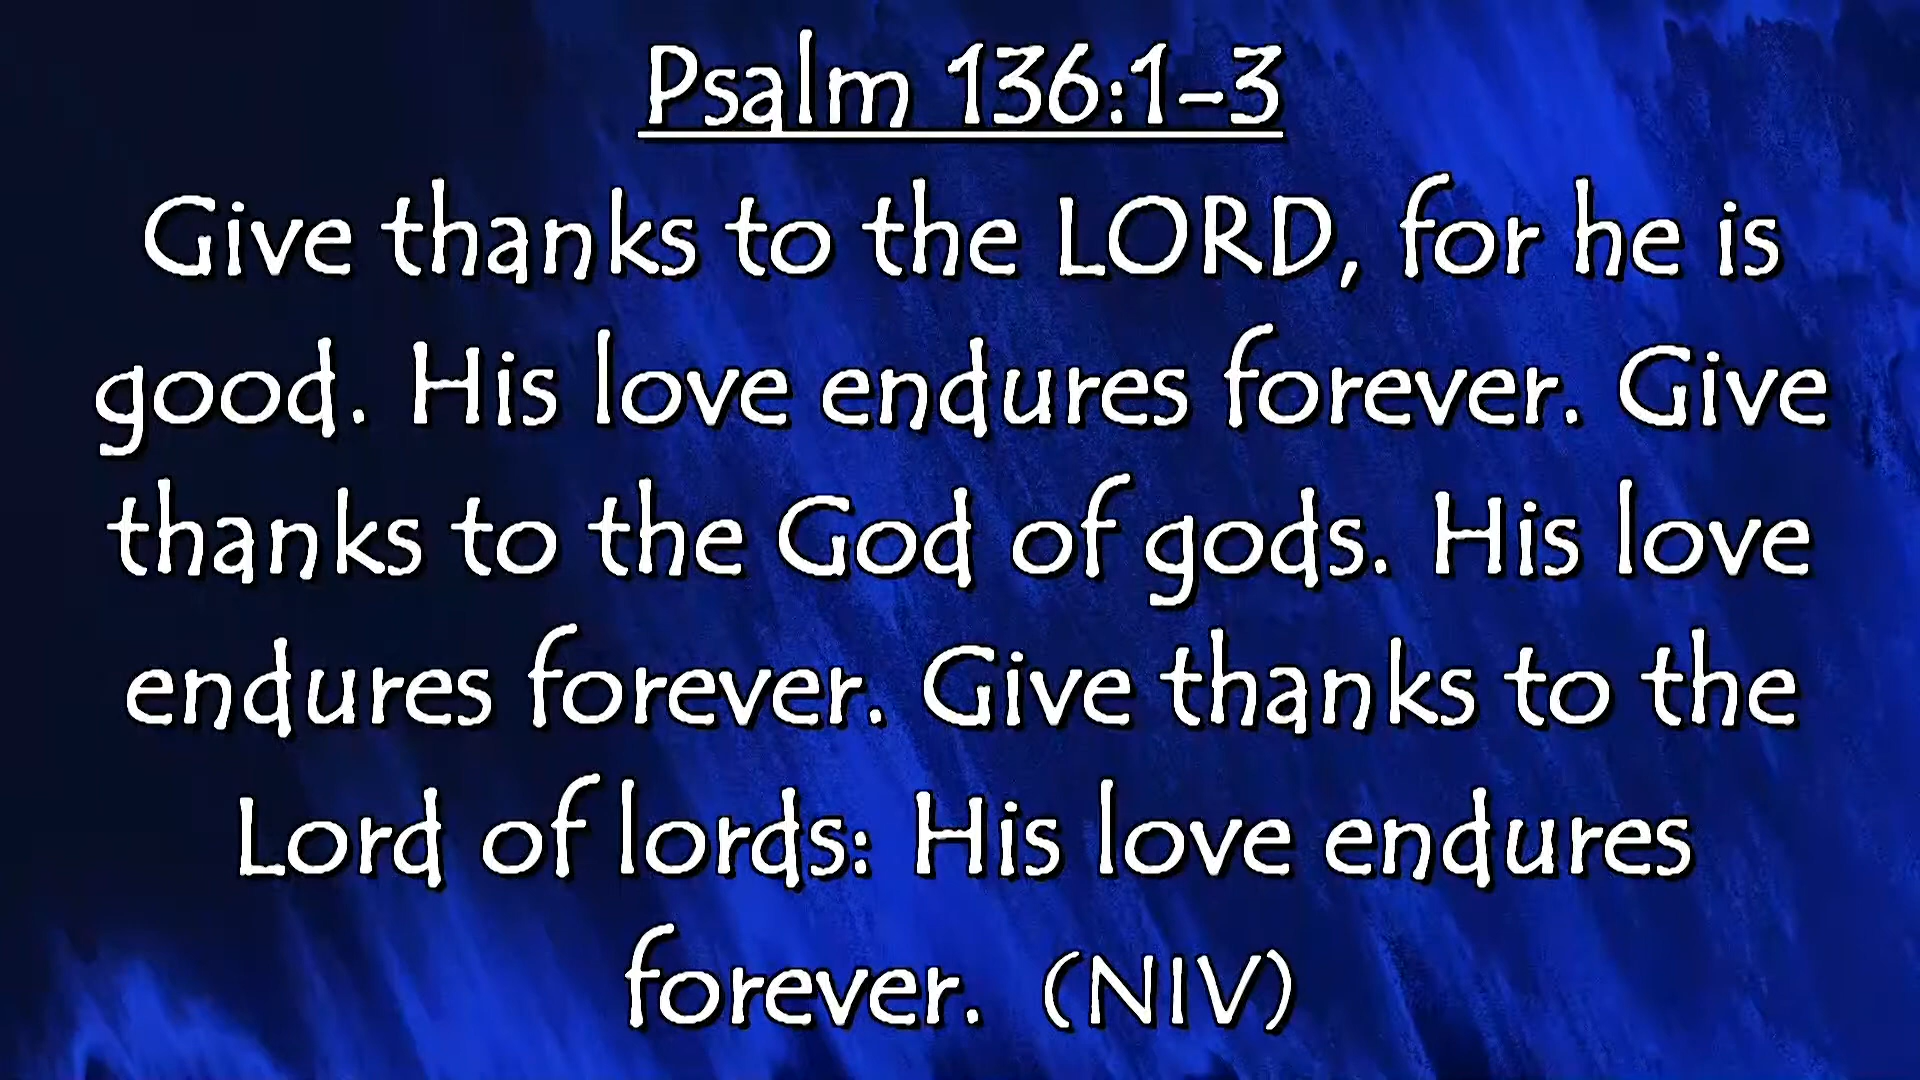 Psalm 136:1-3
Give thanks to the LORD, for he is
good. His love endures forever. Give
thanks to the God of gods. His love
endures forever. Give thanks to the
Lord of lords: His love endures
forever. (NIV)